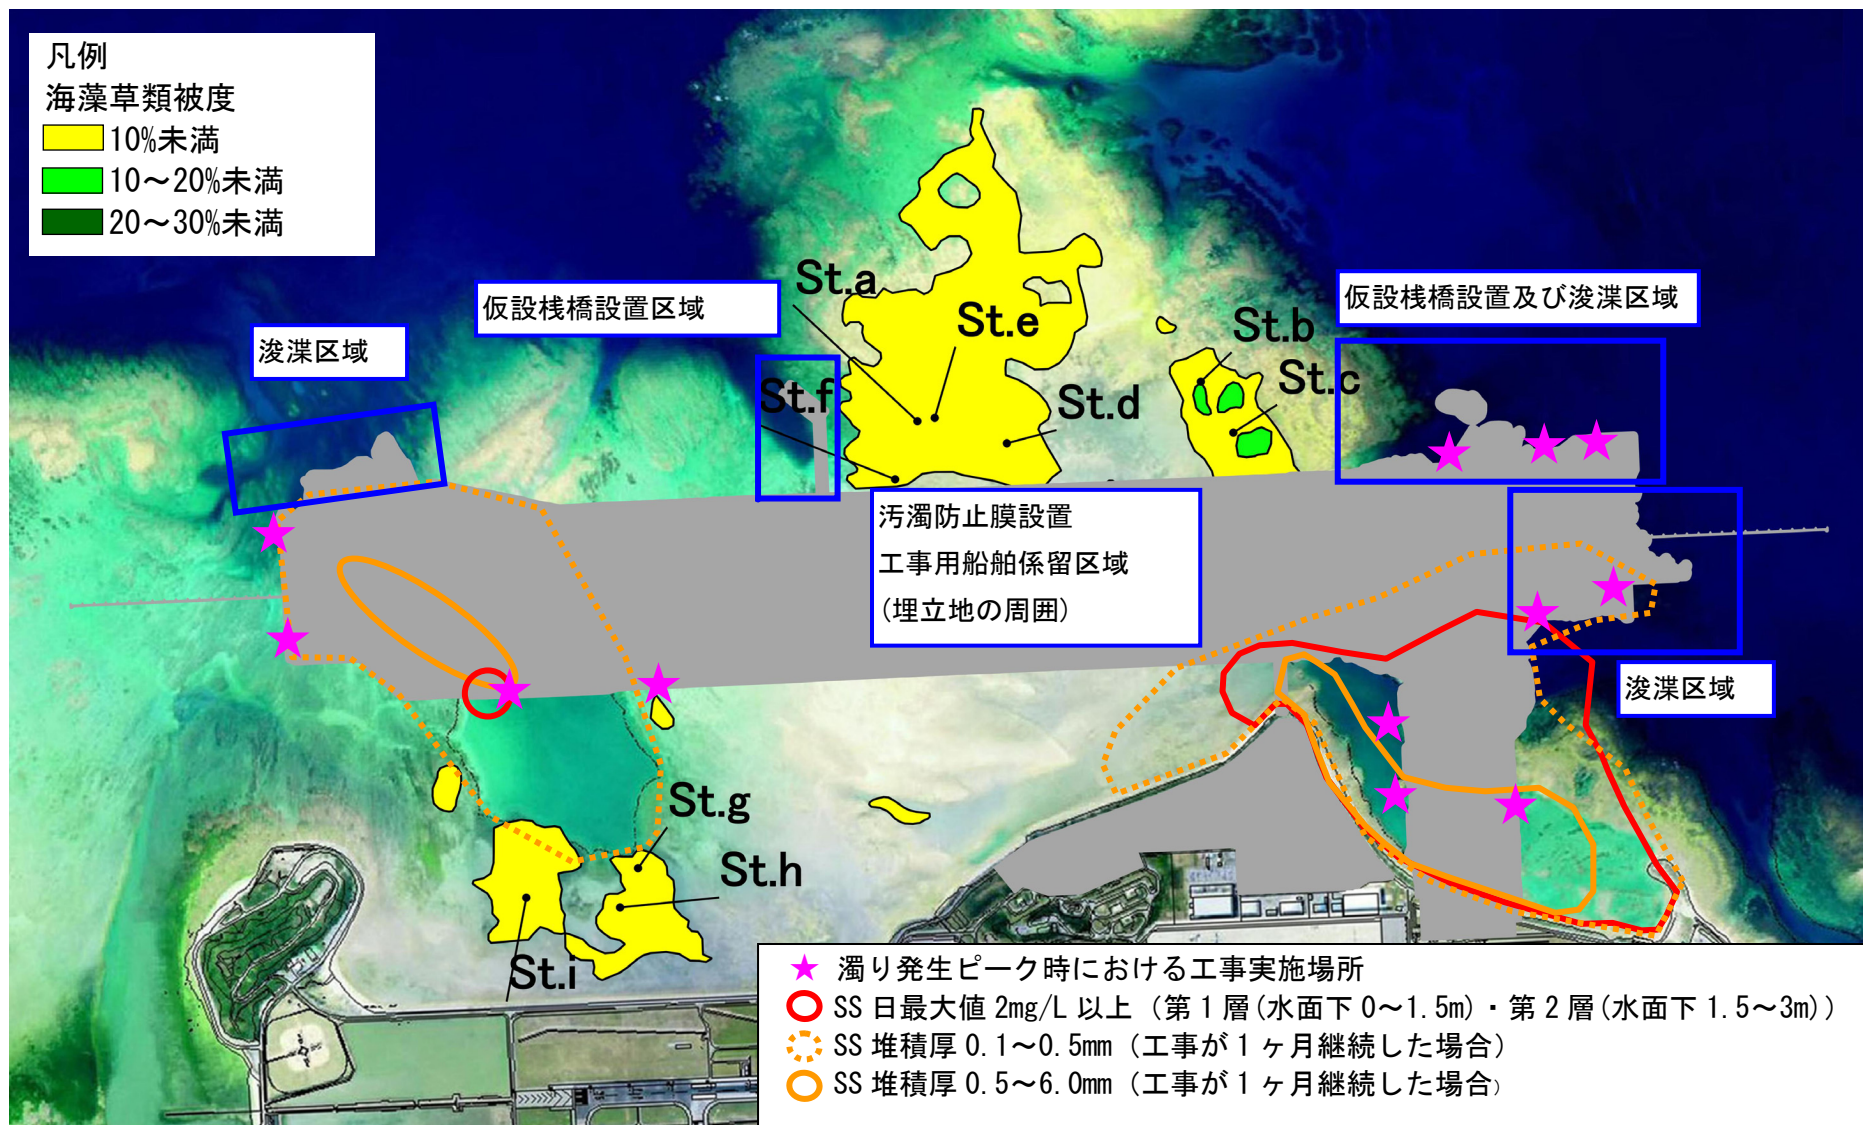 凡例
海藻草類被度
10%未満
10～20%未満
20～30%未満
浚渫区域
仮設桟橋設置区域
St.a
St.e
St.f
St.d
St.b
St.c
仮設桟橋設置及び浚渫区域
汚濁防止膜設置
工事用船舶係留区域
(埋立地の周囲)
浚渫区域
St.g
St.h
St.i
濁り発生ピーク時における工事実施場所
SS 日最大値 2mg/L 以上 (第 1 層(水面下 0～1.5m)・第 2 層(水面下 1.5～3m))
SS 堆積厚 0.1～0.5mm (工事が 1 ヶ月継続した場合)
SS 堆積厚 0.5～6.0mm (工事が 1 ヶ月継続した場合)